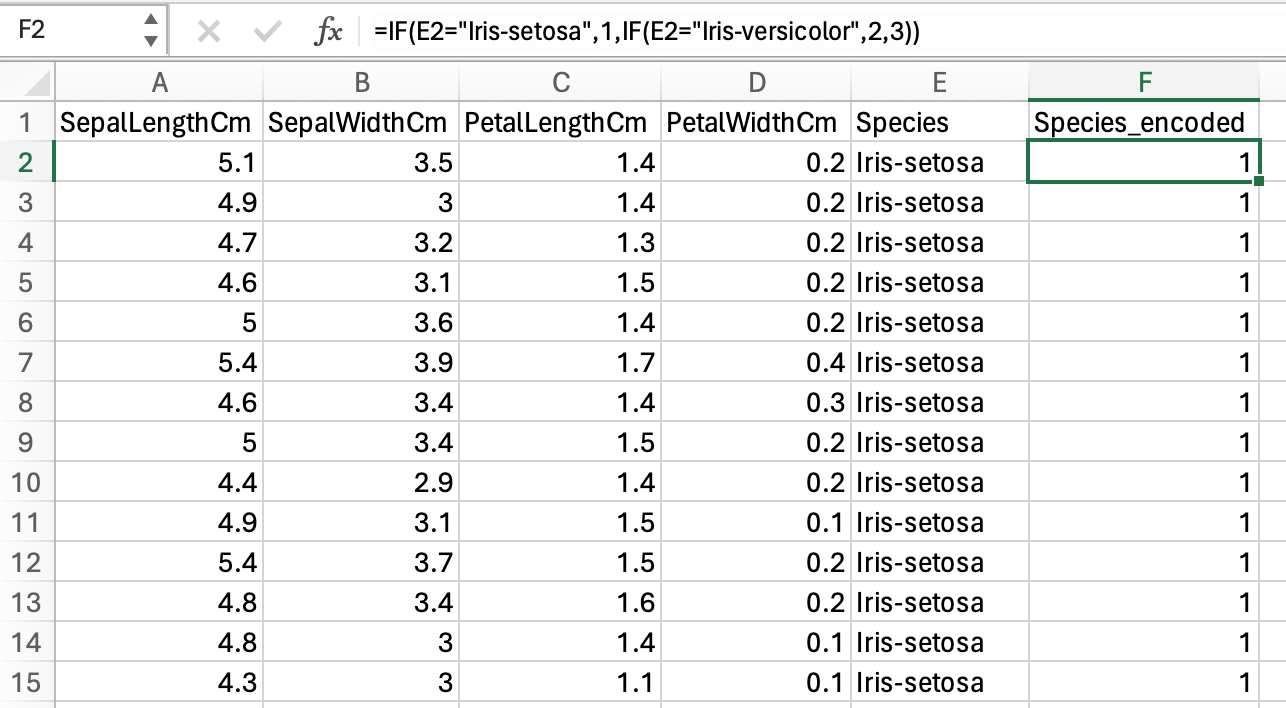 F2 fx =IF(E2="Iris-setosa",1,IF(E2="Iris-versicolor",2,3))
A B C D E F
1 SepalLengthCm SepalWidthCm PetalLengthCm PetalWidthCm Species Species_encoded
2 5.1 3.5 1.4 0.2 Iris-setosa 1
3 4.9 3 1.4 0.2 Iris-setosa 1
4 4.7 3.2 1.3 0.2 Iris-setosa 1
5 4.6 3.1 1.5 0.2 Iris-setosa 1
6 5 3.6 1.4 0.2 Iris-setosa 1
7 5.4 3.9 1.7 0.4 Iris-setosa 1
8 4.6 3.4 1.4 0.3 Iris-setosa 1
9 5 3.4 1.5 0.2 Iris-setosa 1
10 4.4 2.9 1.4 0.2 Iris-setosa 1
11 4.9 3.1 1.5 0.1 Iris-setosa 1
12 5.4 3.7 1.5 0.2 Iris-setosa 1
13 4.8 3.4 1.6 0.2 Iris-setosa 1
14 4.8 3 1.4 0.1 Iris-setosa 1
15 4.3 3 1.1 0.1 Iris-setosa 1